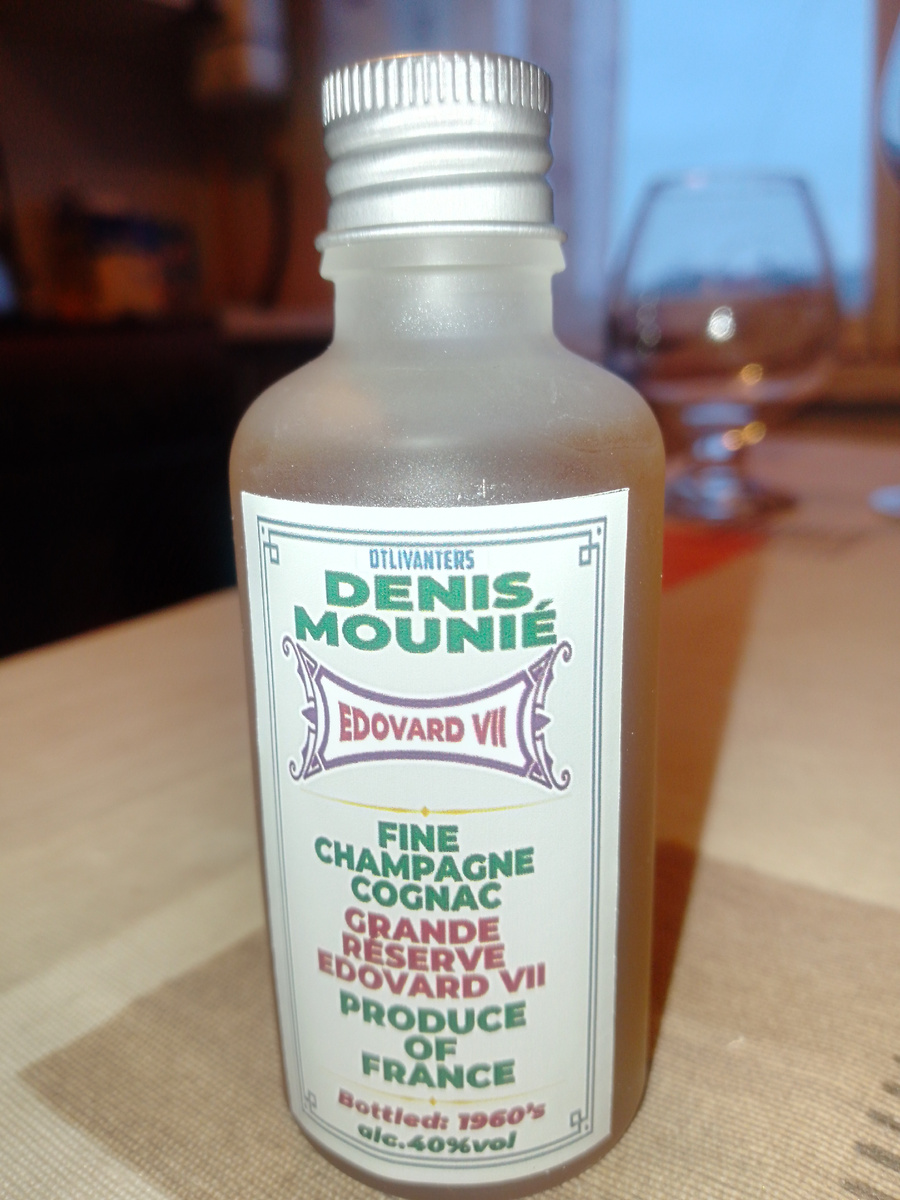 OTLIVANTERS
DENIS
MOUNIÉ
EDOVARD VII
FINE
CHAMPAGNE
COGNAC
GRANDE
RÉSERVE
EDOVARD VII
PRODUCE
OF
FRANCE
Bottled: 1960's
alc.40%vol